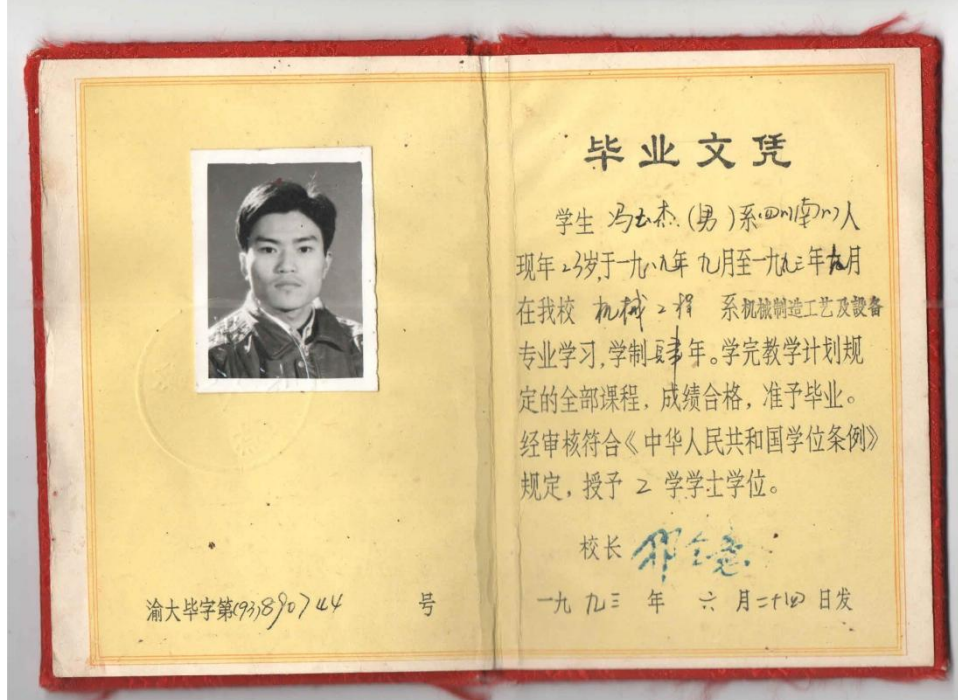 毕业文凭
学生 冯玉杰(男)系四川南川人
现年23岁,于一九八九年九月至一九九三年九月
在我校 机械工程 系机械制造工艺及设备
专业学习,学制肆年。学完教学计划规
定的全部课程,成绩合格,准予毕业。
经审核符合《中华人民共和国学位条例》
规定,授予 工 学学士学位。
校长
一九九三 年 六 月二十四日发
渝大毕字第(93)890744 号